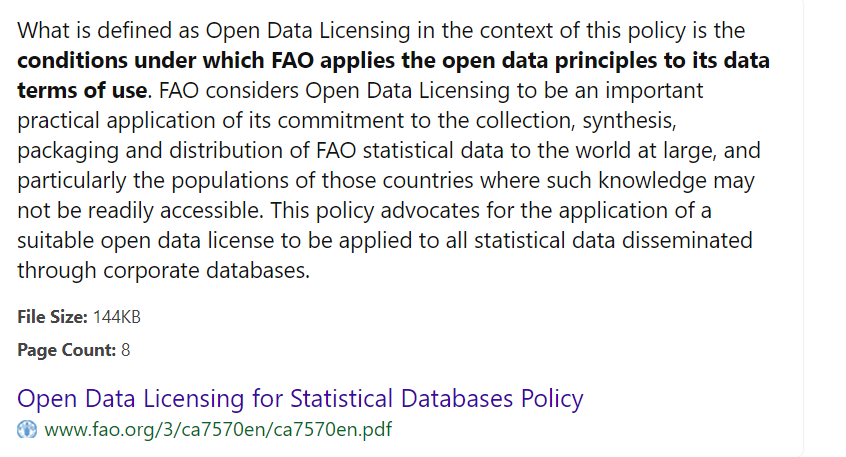 What is defined as Open Data Licensing in the context of this policy is the
conditions under which FAO applies the open data principles to its data
terms of use. FAO considers Open Data Licensing to be an important
practical application of its commitment to the collection, synthesis,
packaging and distribution of FAO statistical data to the world at large, and
particularly the populations of those countries where such knowledge may
not be readily accessible. This policy advocates for the application of a
suitable open data license to be applied to all statistical data disseminated
through corporate databases.
File Size: 144KB
Page Count: 8
Open Data Licensing for Statistical Databases Policy
www.fao.org/3/ca7570en/ca7570en.pdf